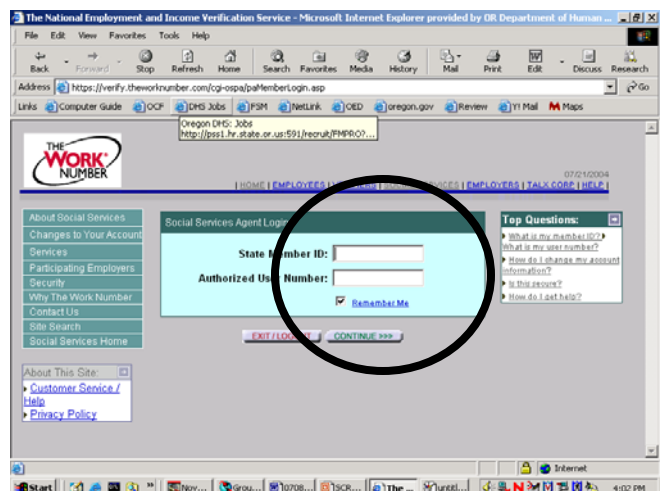 The National Employment and Income Verification Service - Microsoft Internet Explorer provided by OR Department of Human ...
File Edit View Favorites Tools Help
Back Forward Stop Refresh Home Search Favorites Media History Mail Print Edit Discuss Research
Address https://verify.theworknumber.com/cgi-ospa/paMemberLogin.asp Go
Links Computer Guide OCF DHS Jobs FSM NetLink OED oregon.gov Review Y! Mail Maps
Oregon DHS: Jobs
http://pss1.hr.state.or.us:591/recruit/FMPRO?...
THE
WORK
NUMBER
07/21/2004
| HOME | EMPLOYEES | | EMPLOYERS | TALX CORP | HELP |
About Social Services
Changes to Your Account
Services
Participating Employers
Security
Why The Work Number
Contact Us
Site Search
Social Services Home
About This Site:
Customer Service /
Help
Privacy Policy
Social Services Agent Login
State Member ID:
Authorized User Number:
Remember Me
EXIT / LOGOUT CONTINUE >>>
Top Questions:
What is my member ID?
What is my user number?
How do I change my account
information?
Is this secure?
How do I get help?
Internet
Start Nov... Grou... 0708... SCR... The ... untitl... 4:02 PM